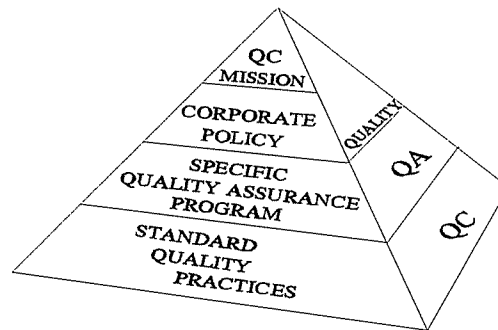 QC
MISSION
CORPORATE
POLICY
SPECIFIC
QUALITY ASSURANCE
PROGRAM
STANDARD
QUALITY
PRACTICES
QUALITY
QA
QC